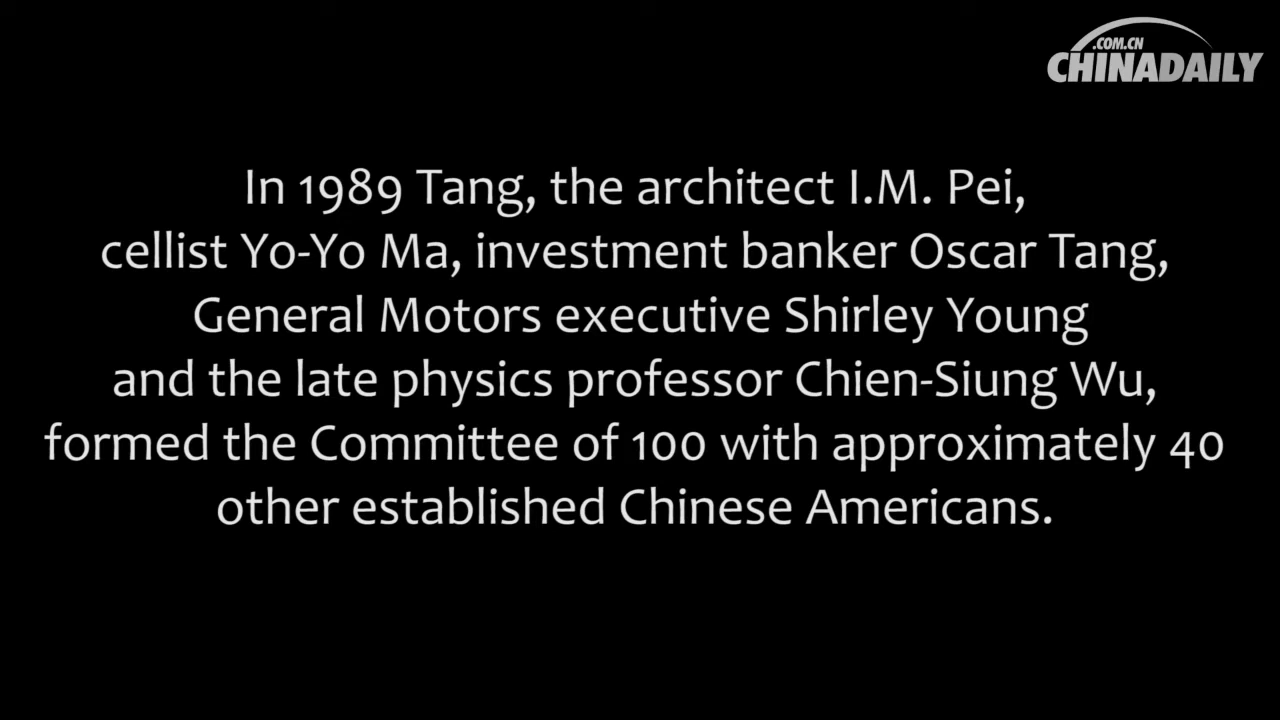 .COM.CN
CHINADAILY
In 1989 Tang, the architect I.M. Pei,
cellist Yo-Yo Ma, investment banker Oscar Tang,
General Motors executive Shirley Young
and the late physics professor Chien-Siung Wu,
formed the Committee of 100 with approximately 40
other established Chinese Americans.